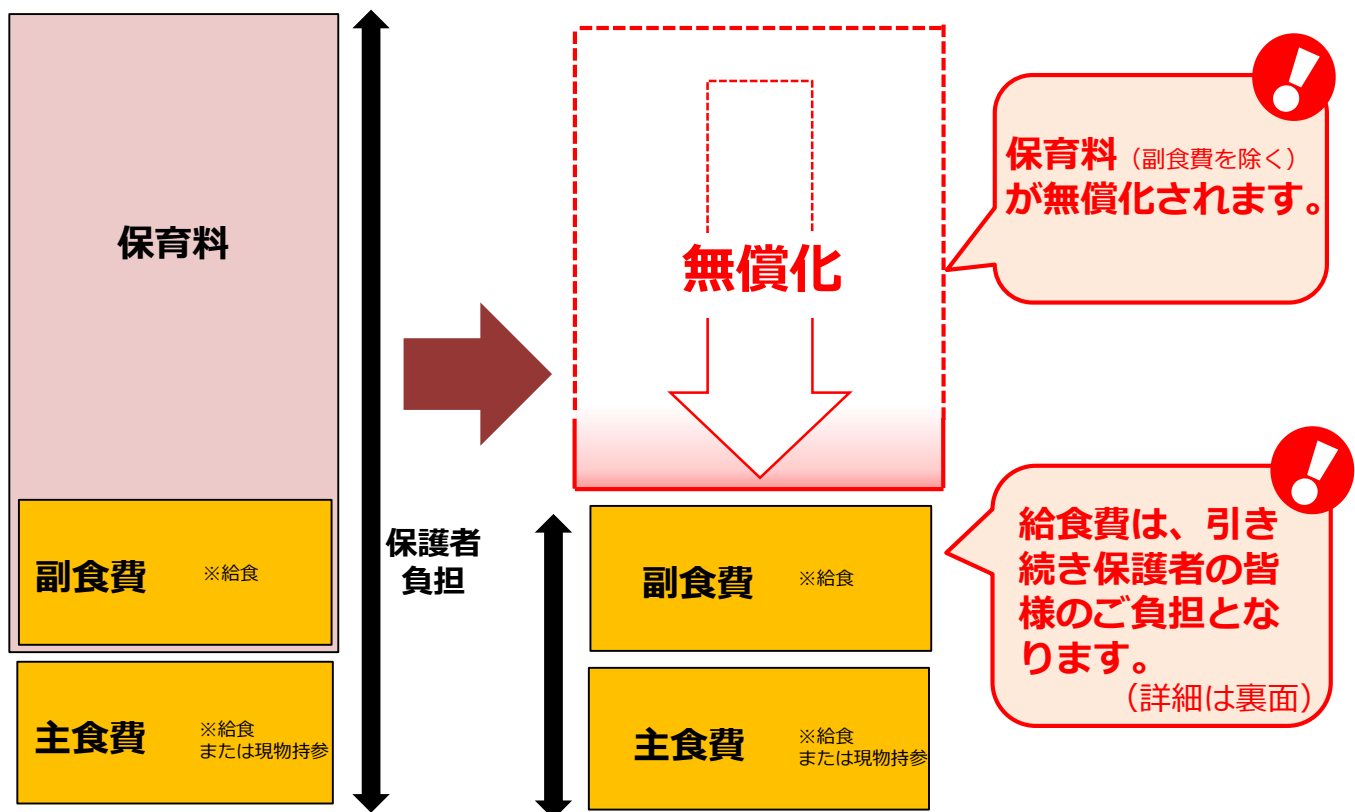 保育料
副食費 ※給食
主食費 ※給食
または現物持参
保護者
負担
無償化
副食費 ※給食
主食費 ※給食
または現物持参
保育料（副食費を除く）
が無償化されます。
給食費は、引き
続き保護者の皆
様のご負担とな
ります。
（詳細は裏面）